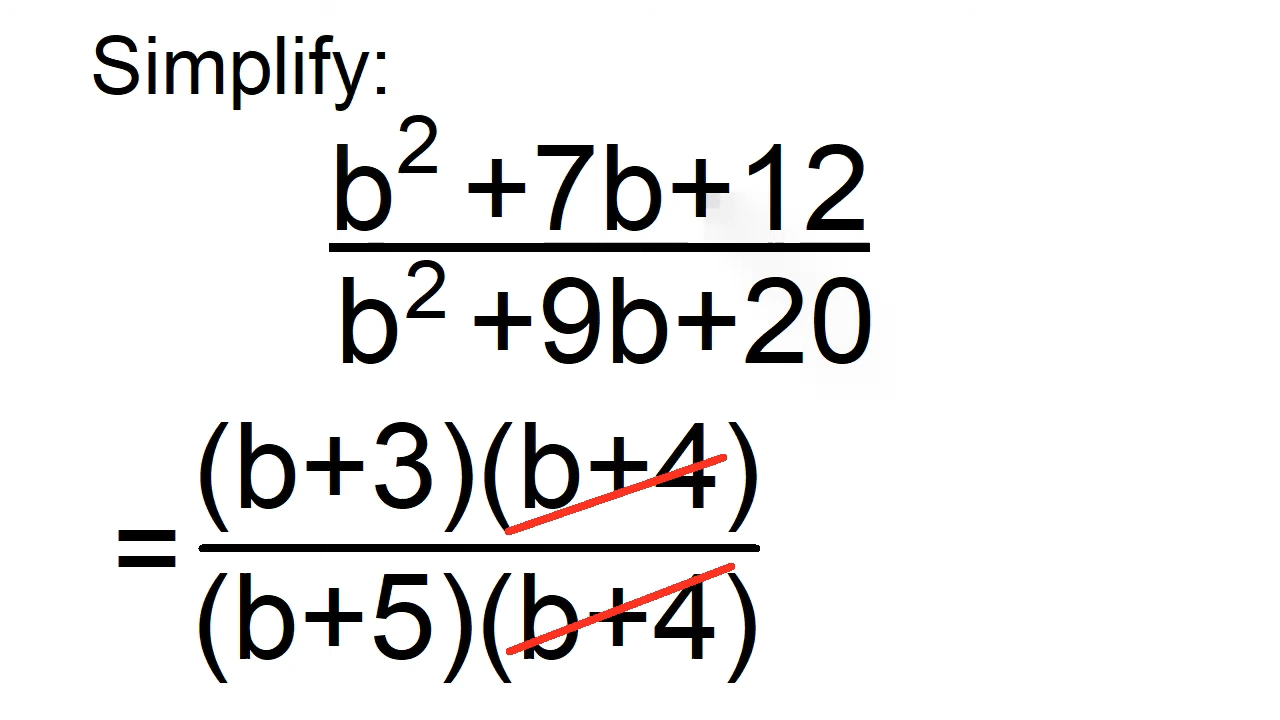 Simplify:
b² +7b+12
b² +9b+20
(b+3)(b+4)
=
(b+5)(b+4)